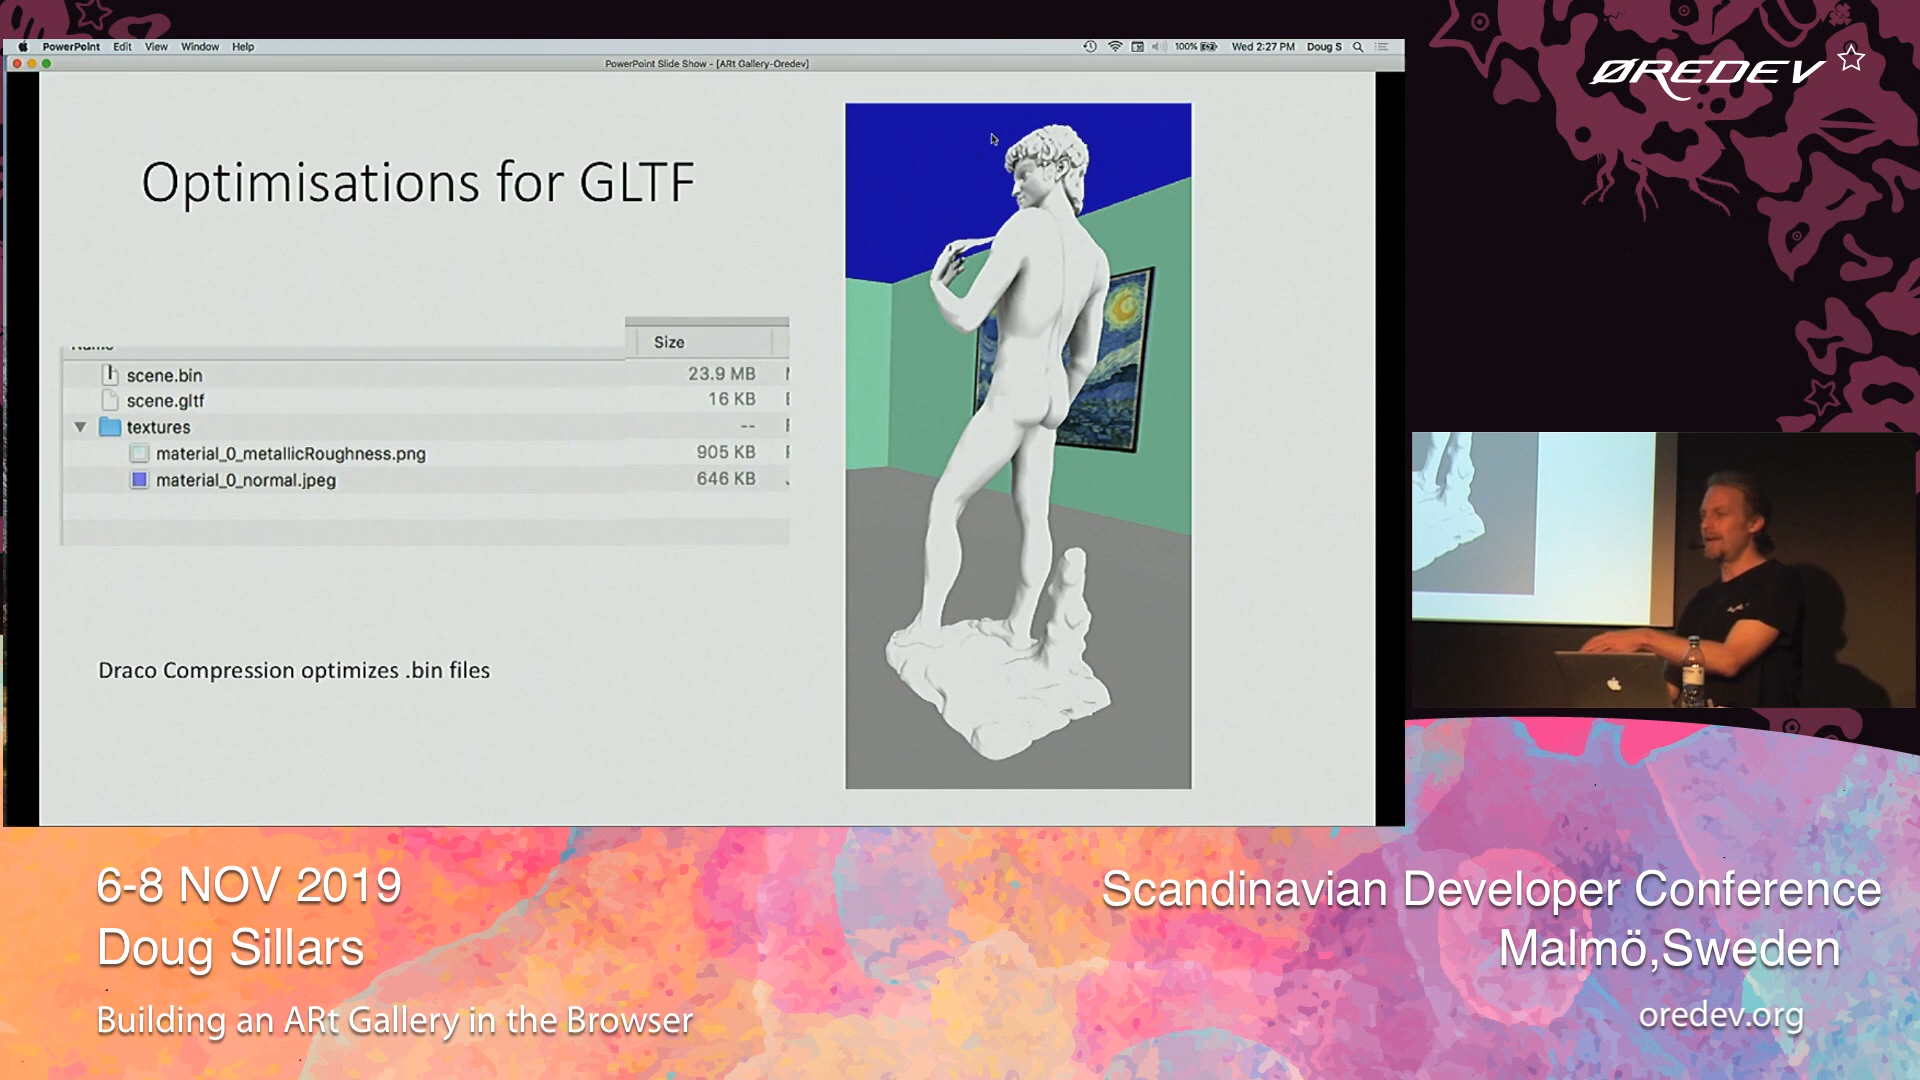 PowerPoint Edit View Window Help
100% Wed 2:27 PM Doug S
PowerPoint Slide Show - [ARt Gallery-Oredev]
ØREDEV
Optimisations for GLTF
Name Size
scene.bin 23.9 MB
scene.gltf 16 KB
textures --
material_0_metallicRoughness.png 905 KB
material_0_normal.jpeg 646 KB
Draco Compression optimizes .bin files
6-8 NOV 2019
Doug Sillars
Building an ARt Gallery in the Browser
Scandinavian Developer Conference
Malmö,Sweden
oredev.org